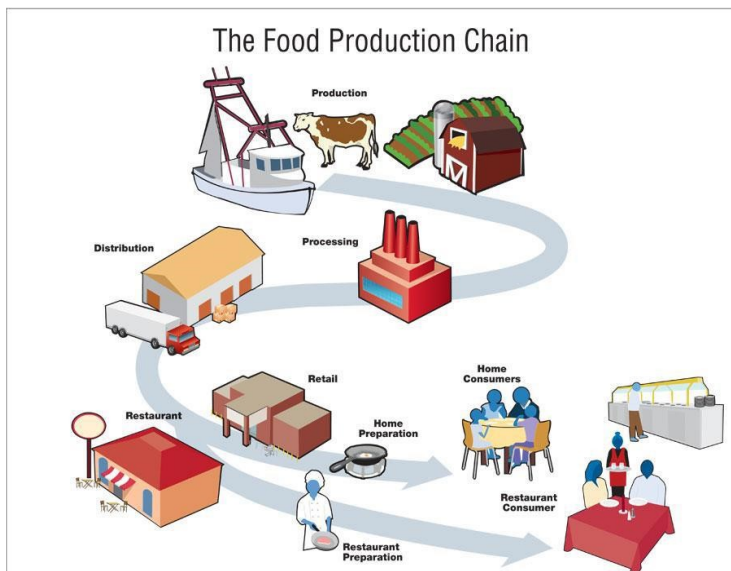 The Food Production Chain
Production
Distribution
Processing
Retail
Home
Consumers
Restaurant
Home
Preparation
Restaurant
Consumer
Restaurant
Preparation